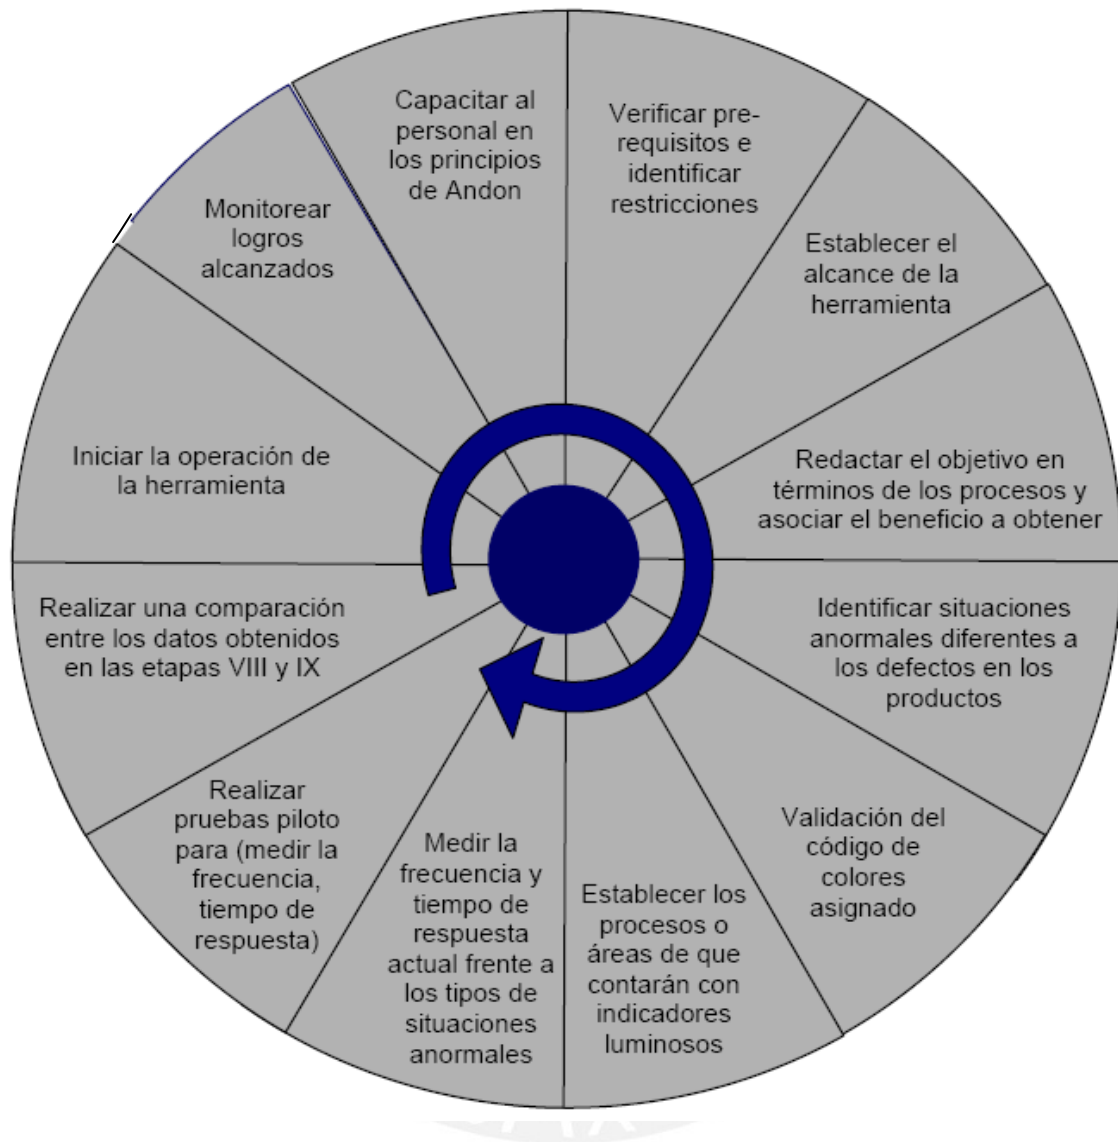 Capacitar al
personal en
los principios
de Andon
Verificar pre-
requisitos e
identificar
restricciones
Establecer el
alcance de la
herramienta
Redactar el objetivo en
términos de los procesos y
asociar el beneficio a obtener
Identificar situaciones
anormales diferentes a
los defectos en los
productos
Validación del
código de
colores
asignado
Establecer los
procesos o
áreas de que
contarán con
indicadores
luminosos
Medir la
frecuencia y
tiempo de
respuesta
actual frente a
los tipos de
situaciones
anormales
Realizar
pruebas piloto
para (medir la
frecuencia,
tiempo de
respuesta)
Realizar una comparación
entre los datos obtenidos
en las etapas VIII y IX
Iniciar la operación de
la herramienta
Monitorear
logros
alcanzados